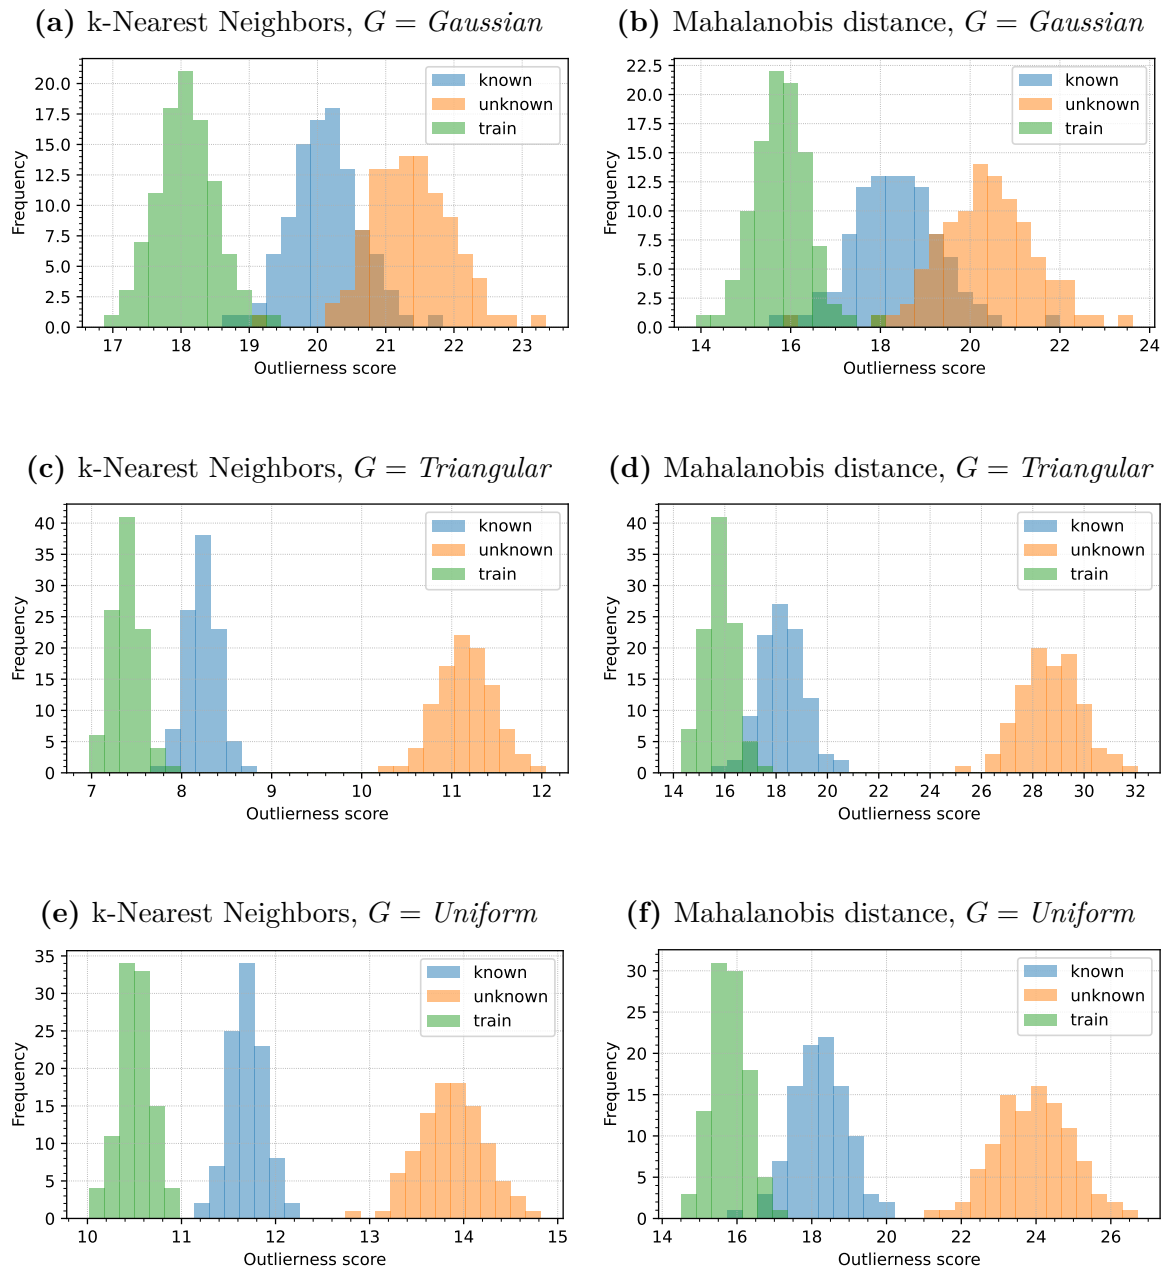 (a) k-Nearest Neighbors, G = Gaussian
20.0
17.5
15.0
12.5
10.0
7.5
5.0
2.5
0.0
Frequency
known
unknown
train
17 18 19 20 21 22 23
Outlierness score
(b) Mahalanobis distance, G = Gaussian
22.5
20.0
17.5
15.0
12.5
10.0
7.5
5.0
2.5
0.0
Frequency
known
unknown
train
14 16 18 20 22 24
Outlierness score
(c) k-Nearest Neighbors, G = Triangular
40
35
30
25
20
15
10
5
0
Frequency
known
unknown
train
7 8 9 10 11 12
Outlierness score
(d) Mahalanobis distance, G = Triangular
40
35
30
25
20
15
10
5
0
Frequency
known
unknown
train
14 16 18 20 22 24 26 28 30 32
Outlierness score
(e) k-Nearest Neighbors, G = Uniform
35
30
25
20
15
10
5
0
Frequency
known
unknown
train
10 11 12 13 14 15
Outlierness score
(f) Mahalanobis distance, G = Uniform
30
25
20
15
10
5
0
Frequency
known
unknown
train
14 16 18 20 22 24 26
Outlierness score